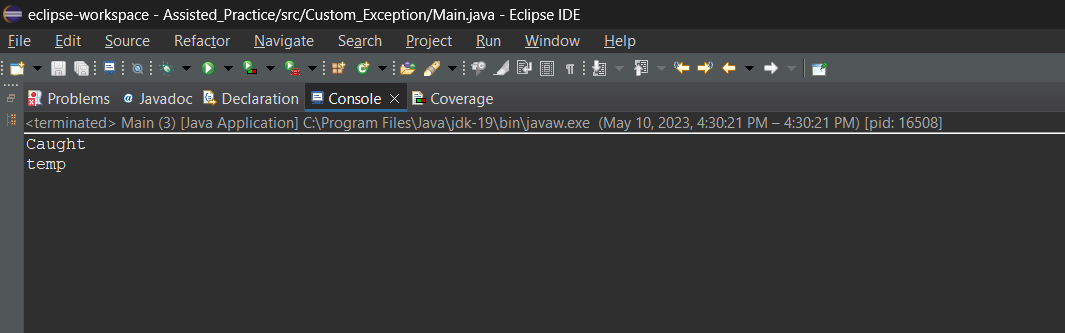 eclipse-workspace - Assisted_Practice/src/Custom_Exception/Main.java - Eclipse IDE
File Edit Source Refactor Navigate Search Project Run Window Help
Problems @ Javadoc Declaration Console Coverage
<terminated> Main (3) [Java Application] C:\Program Files\Java\jdk-19\bin\javaw.exe (May 10, 2023, 4:30:21 PM – 4:30:21 PM) [pid: 16508]
Caught
temp